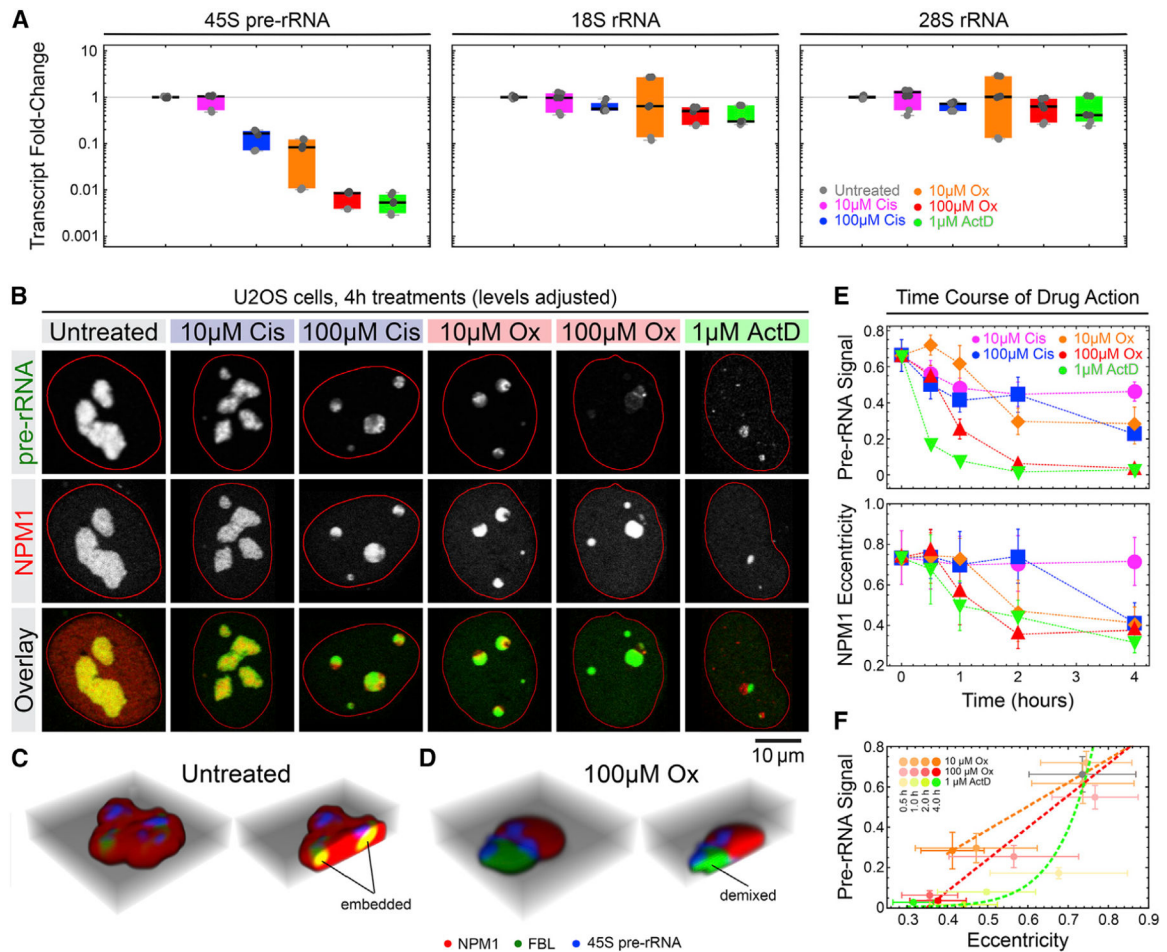 A
45S pre-rRNA
18S rRNA
28S rRNA
Transcript Fold-Change
10
1
0.1
0.01
0.001
Untreated
10μM Cis
100μM Cis
10μM Ox
100μM Ox
1μM ActD
B
U2OS cells, 4h treatments (levels adjusted)
Untreated
10μM Cis
100μM Cis
10μM Ox
100μM Ox
1μM ActD
pre-rRNA
NPM1
Overlay
10 μm
C
Untreated
embedded
D
100μM Ox
demixed
NPM1
FBL
45S pre-rRNA
E
Time Course of Drug Action
Pre-rRNA Signal
0.8
0.6
0.4
0.2
0
10μM Cis
100μM Cis
10μM Ox
100μM Ox
1μM ActD
NPM1 Eccentricity
1.0
0.8
0.6
0.4
0.2
0 1 2 3 4
Time (hours)
F
Pre-rRNA Signal
0.8
0.6
0.4
0.2
0
10 μM Ox
100 μM Ox
1 μM ActD
0.5 h
1.0 h
2.0 h
4.0 h
0.3 0.4 0.5 0.6 0.7 0.8 0.9
Eccentricity